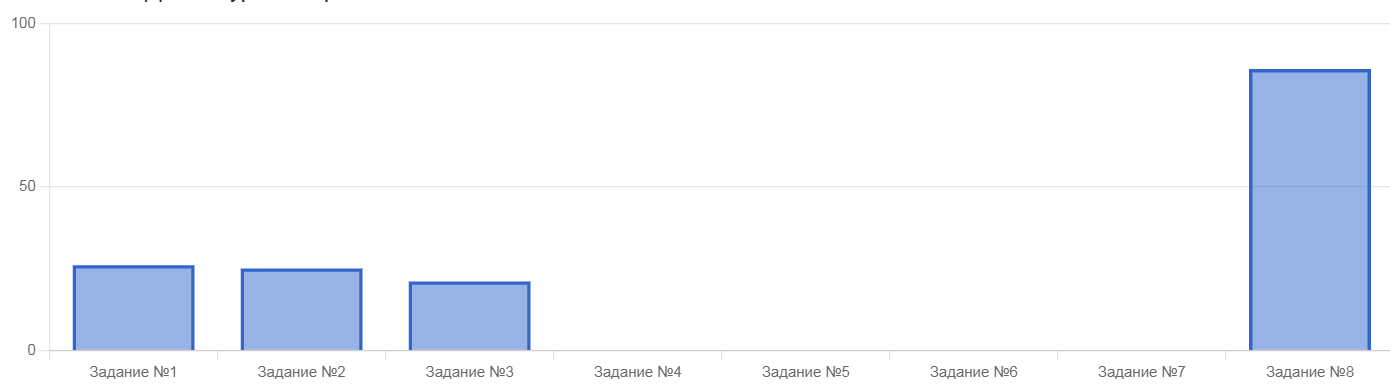 100
50
0
Задание №1
Задание №2
Задание №3
Задание №4
Задание №5
Задание №6
Задание №7
Задание №8